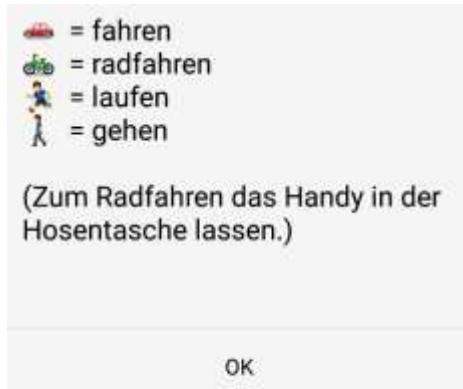 = fahren
= radfahren
= laufen
= gehen
(Zum Radfahren das Handy in der
Hosentasche lassen.)
OK